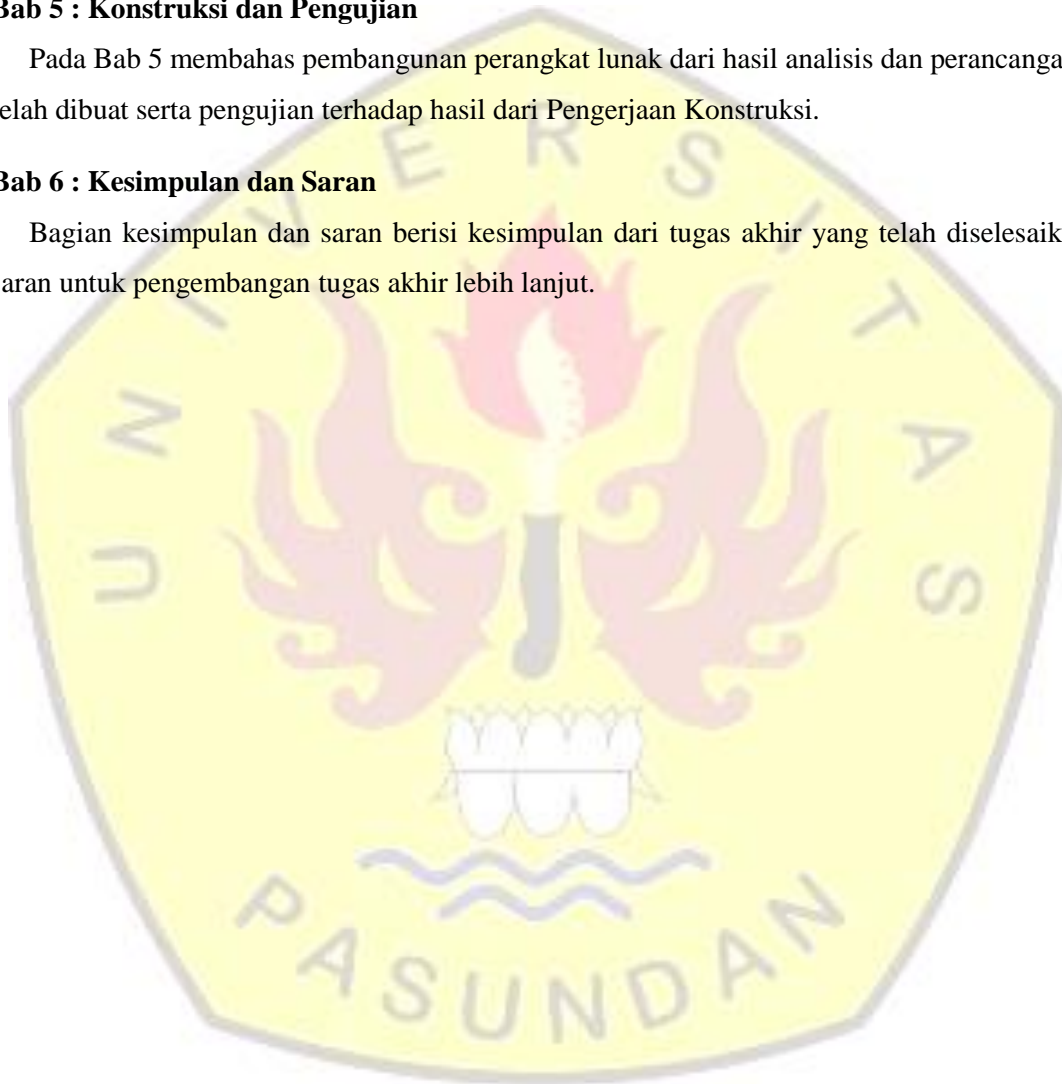 Bab 5 : Konstruksi dan Pengujian
Pada Bab 5 membahas pembangunan perangkat lunak dari hasil analisis dan perancanga
elah dibuat serta pengujian terhadap hasil dari Pengerjaan Konstruksi.
Bab 6 : Kesimpulan dan Saran
Bagian kesimpulan dan saran berisi kesimpulan dari tugas akhir yang telah diselesaik
aran untuk pengembangan tugas akhir lebih lanjut.
UNIVERSITAS
PASUNDAN